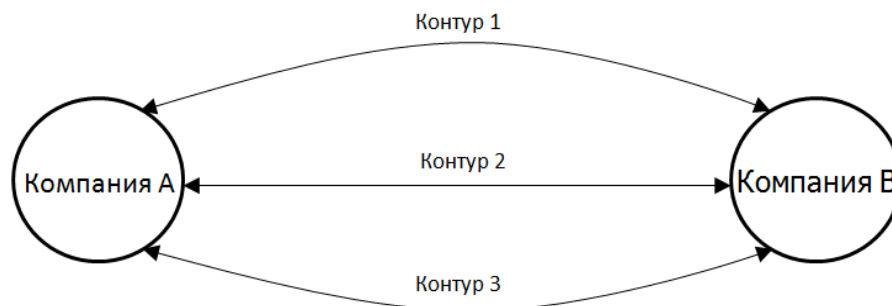 Контур 1
Компания А
Контур 2
Компания В
Контур 3